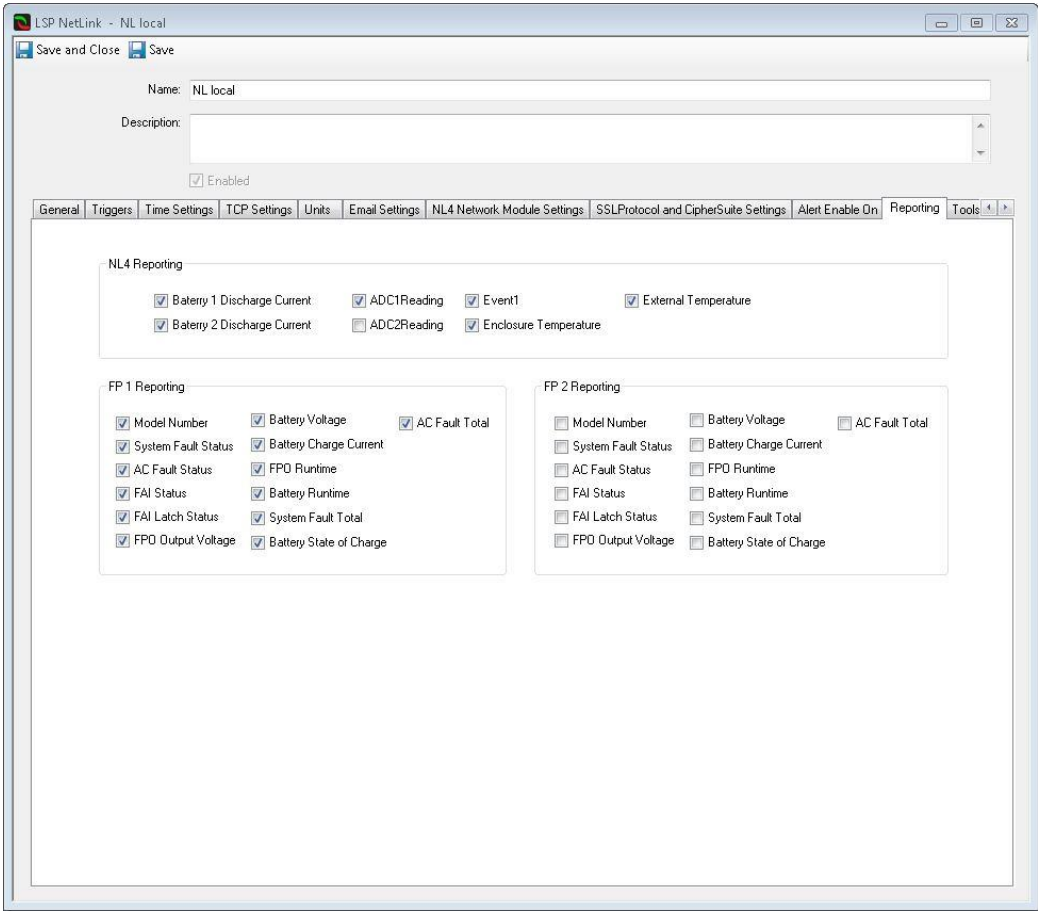 LSP NetLink - NL local
Save and Close Save
Name: NL local
Description:
Enabled
General Triggers Time Settings TCP Settings Units Email Settings NL4 Network Module Settings SSLProtocol and CipherSuite Settings Alert Enable On Reporting Tools
NL4 Reporting
Baterry 1 Discharge Current ADC1Reading Event1 External Temperature
Baterry 2 Discharge Current ADC2Reading Enclosure Temperature
FP 1 Reporting
Model Number Battery Voltage AC Fault Total
System Fault Status Battery Charge Current
AC Fault Status FPO Runtime
FAI Status Battery Runtime
FAI Latch Status System Fault Total
FPO Output Voltage Battery State of Charge
FP 2 Reporting
Model Number Battery Voltage AC Fault Total
System Fault Status Battery Charge Current
AC Fault Status FPO Runtime
FAI Status Battery Runtime
FAI Latch Status System Fault Total
FPO Output Voltage Battery State of Charge